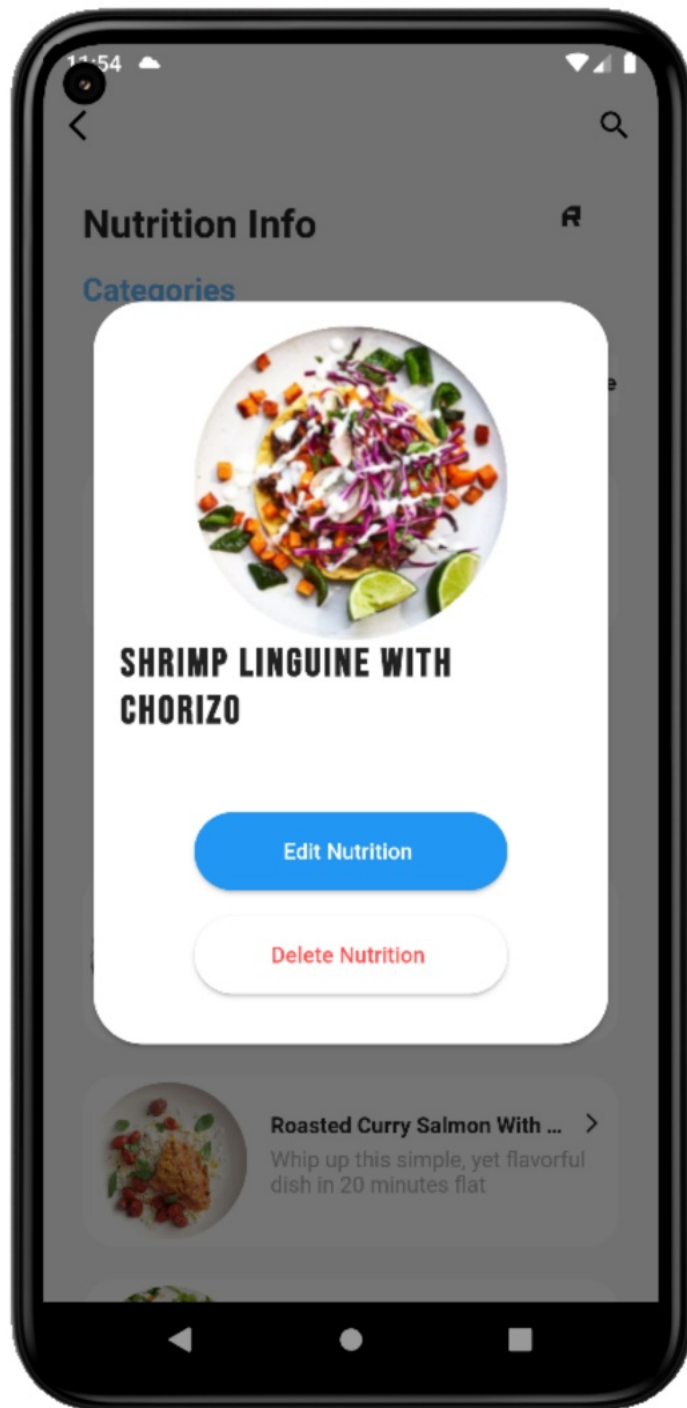 11:54
Nutrition Info
Categories
e
SHRIMP LINGUINE WITH
CHORIZO
Edit Nutrition
Delete Nutrition
Roasted Curry Salmon With ...
Whip up this simple, yet flavorful
dish in 20 minutes flat